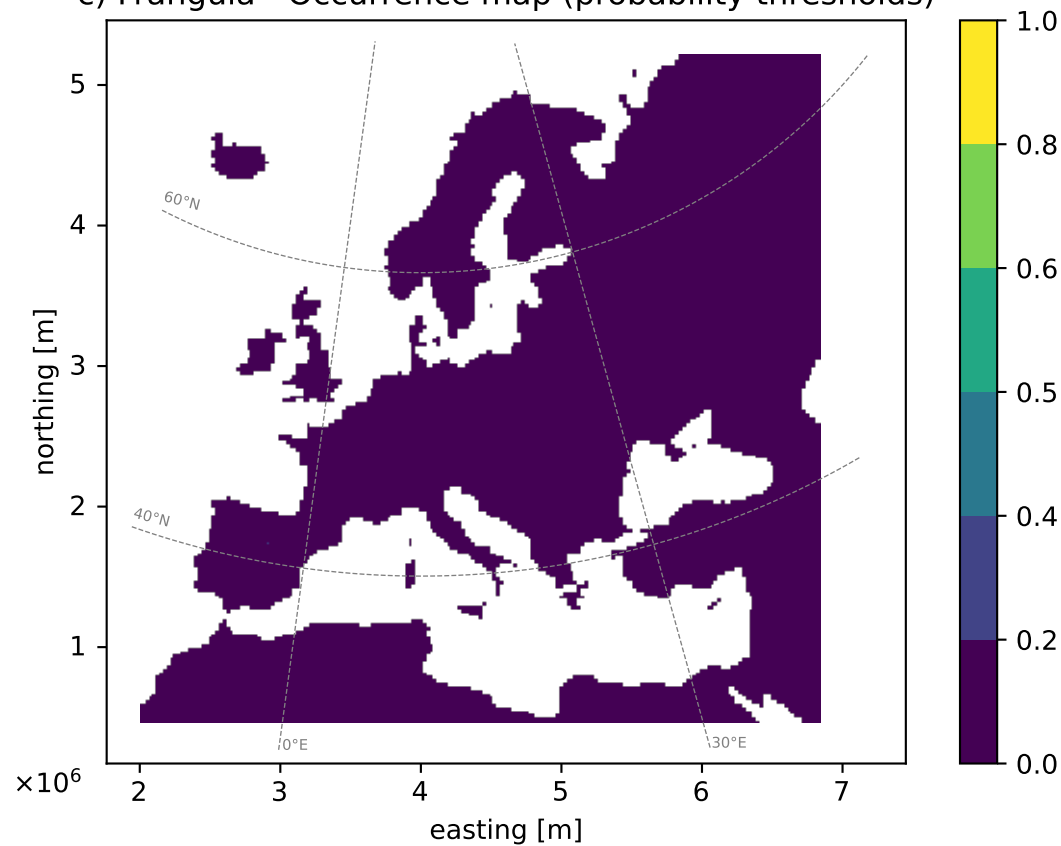 Occurrence map (probability thresholds)
1.0
0.8
0.6
0.5
0.4
0.2
0.0
5
4
3
2
1
northing [m]
60°N
40°N
0°E
30°E
×10⁶
2 3 4 5 6 7
easting [m]